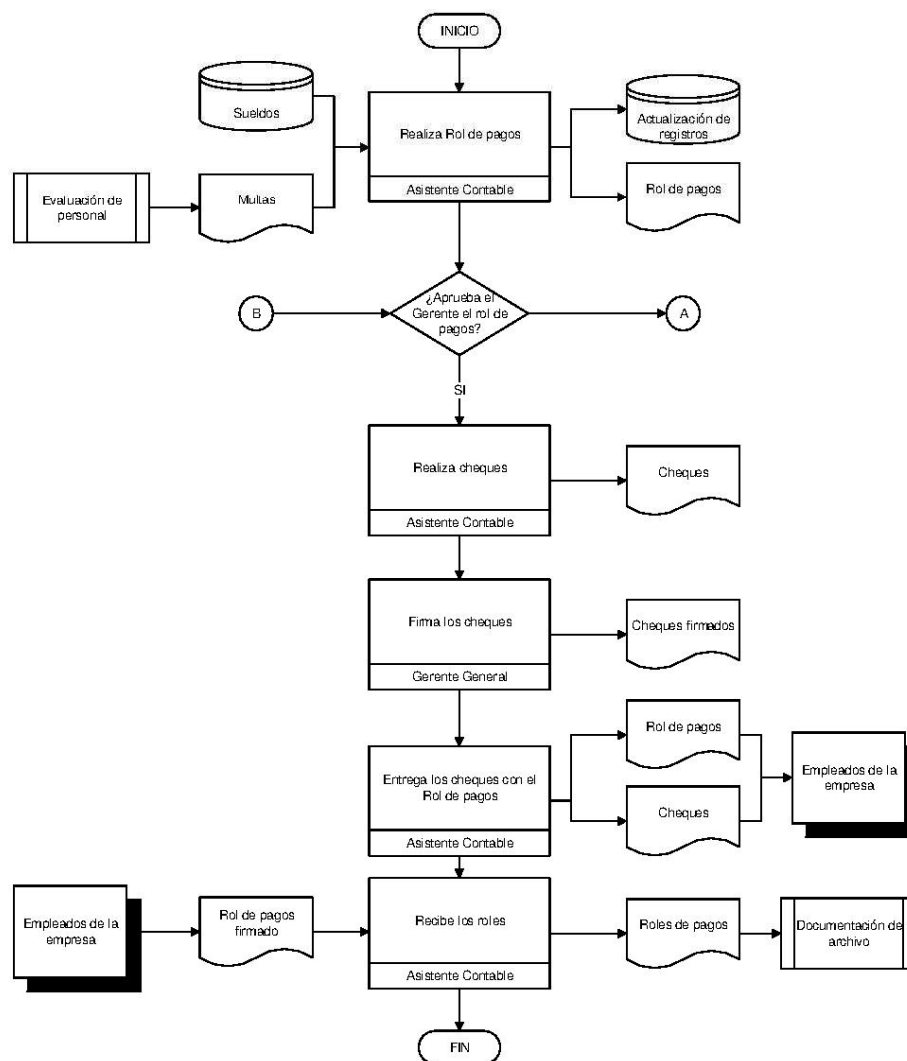 INICIO
Sueldos
Realiza Rol de pagos
Asistente Contable
Actualización de
registros
Evaluación de
personal
Multas
Rol de pagos
B
¿Aprueba el
Gerente el rol de
pagos?
A
SI
Realiza cheques
Asistente Contable
Cheques
Firma los cheques
Gerente General
Cheques firmados
Entrega los cheques con el
Rol de pagos
Asistente Contable
Rol de pagos
Cheques
Empleados de la
empresa
Empleados de la
empresa
Rol de pagos
firmado
Recibe los roles
Asistente Contable
Roles de pagos
Documentación de
archivo
FIN